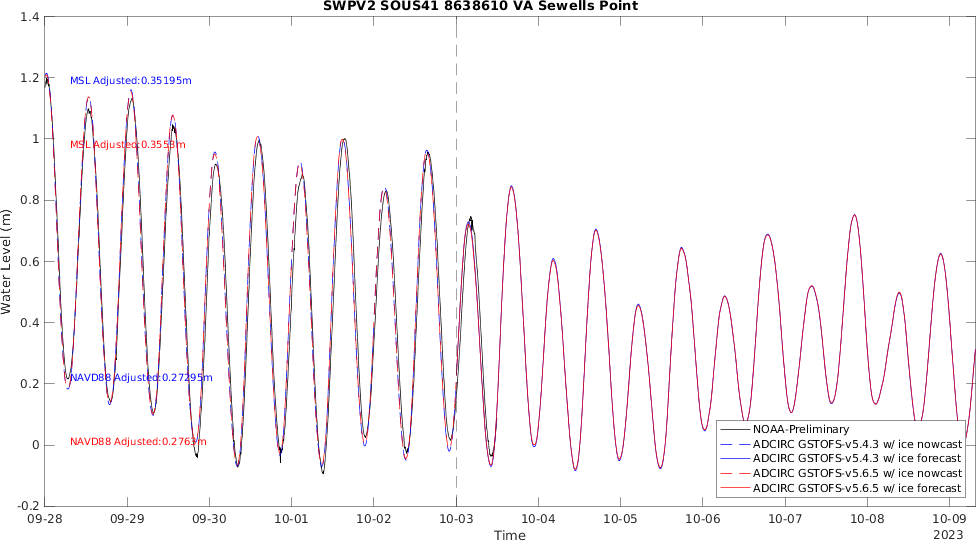 SWPV2 SOUS41 8638610 VA Sewells Point
1.4
1.2
1
0.8
0.6
0.4
0.2
0
-0.2
Water Level (m)
MSL Adjusted:0.35195m
MSL Adjusted:0.3553m
NAVD88 Adjusted:0.27295m
NAVD88 Adjusted:0.2763m
NOAA-Preliminary
ADCIRC GSTOFS-v5.4.3 w/ ice nowcast
ADCIRC GSTOFS-v5.4.3 w/ ice forecast
ADCIRC GSTOFS-v5.6.5 w/ ice nowcast
ADCIRC GSTOFS-v5.6.5 w/ ice forecast
09-28 09-29 09-30 10-01 10-02 10-03 10-04 10-05 10-06 10-07 10-08 10-09
2023
Time